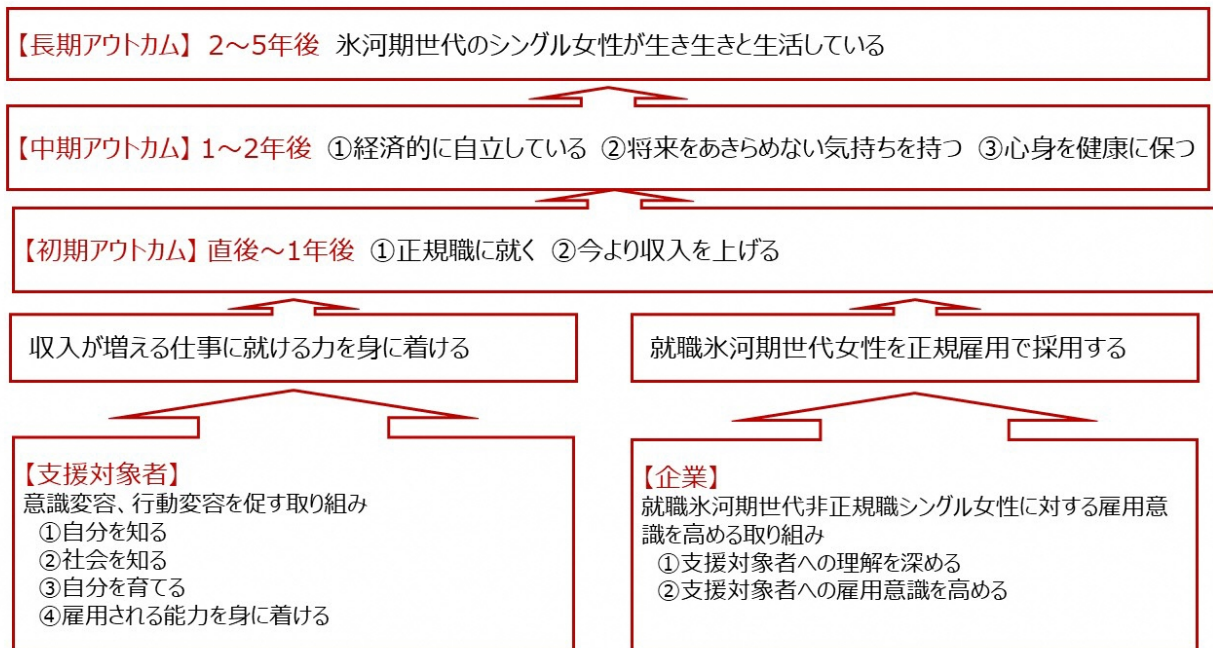 【長期アウトカム】 2～5年後 氷河期世代のシングル女性が生き生きと生活している
【中期アウトカム】 1～2年後 ①経済的に自立している ②将来をあきらめない気持ちを持つ ③心身を健康に保つ
【初期アウトカム】 直後～1年後 ①正規職に就く ②今より収入を上げる
収入が増える仕事に就ける力を身に着ける
就職氷河期世代女性を正規雇用で採用する
【支援対象者】
意識変容、行動変容を促す取り組み
①自分を知る
②社会を知る
③自分を育てる
④雇用される能力を身に着ける
【企業】
就職氷河期世代非正規職シングル女性に対する雇用意
識を高める取り組み
①支援対象者への理解を深める
②支援対象者への雇用意識を高める